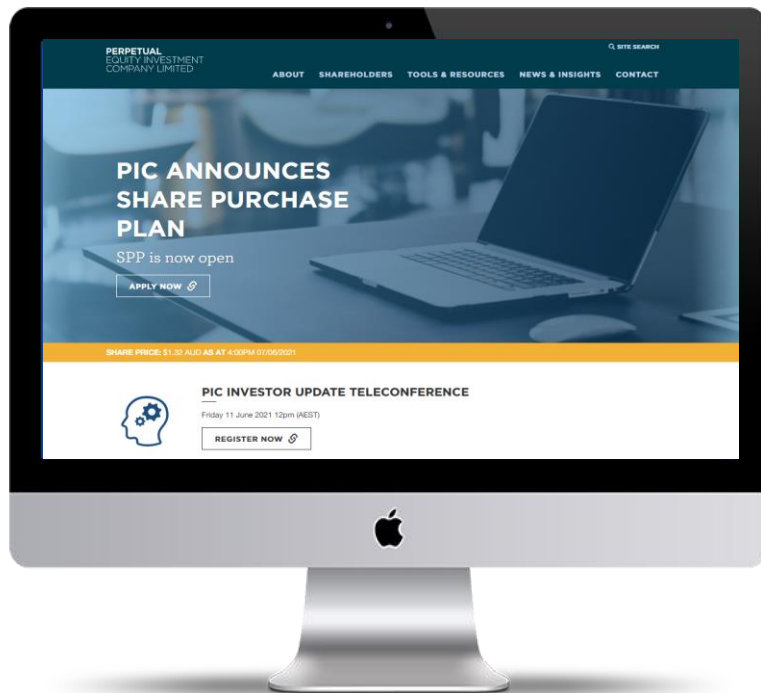 PERPETUAL
EQUITY INVESTMENT
COMPANY LIMITED
SITE SEARCH
ABOUT SHAREHOLDERS TOOLS & RESOURCES NEWS & INSIGHTS CONTACT
PIC ANNOUNCES
SHARE PURCHASE
PLAN
SPP is now open
APPLY NOW
SHARE PRICE: $1.32 AUD AS AT 4:00PM 07/06/2021
PIC INVESTOR UPDATE TELECONFERENCE
Friday 11 June 2021 12pm (AEST)
REGISTER NOW